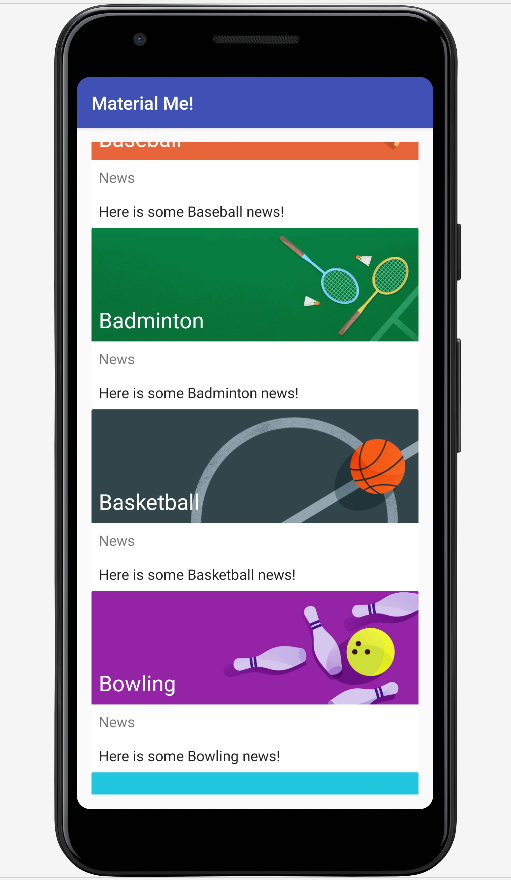 Material Me!
Baseball
News
Here is some Baseball news!
Badminton
News
Here is some Badminton news!
Basketball
News
Here is some Basketball news!
Bowling
News
Here is some Bowling news!